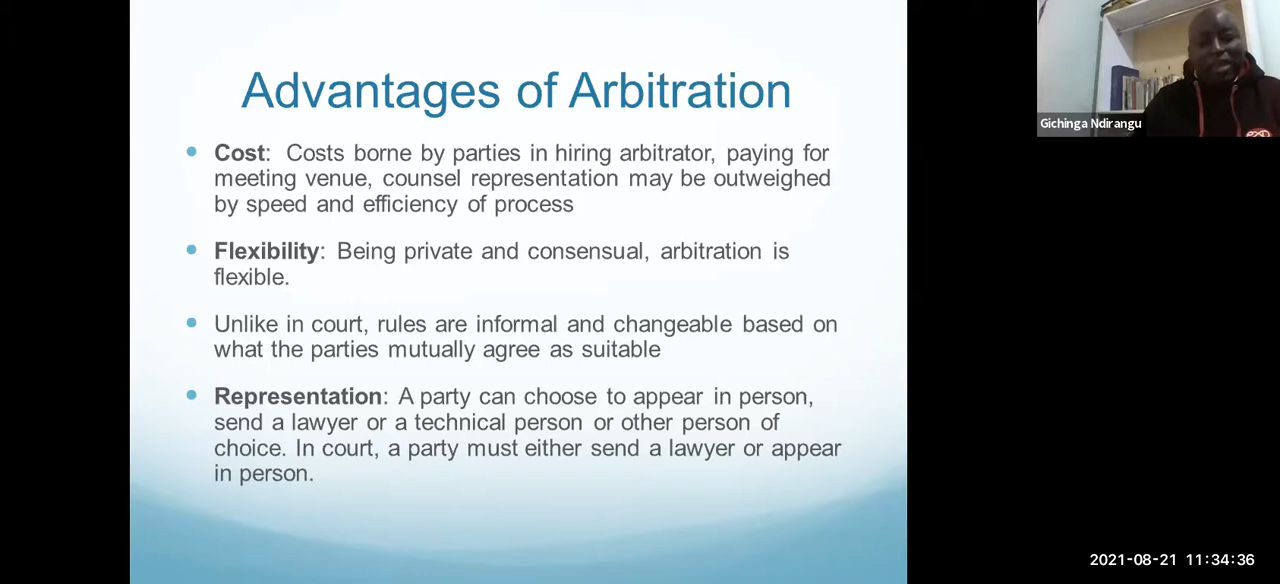 Advantages of Arbitration
Cost: Costs borne by parties in hiring arbitrator, paying for
meeting venue, counsel representation may be outweighed
by speed and efficiency of process
Flexibility: Being private and consensual, arbitration is
flexible.
Unlike in court, rules are informal and changeable based on
what the parties mutually agree as suitable
Representation: A party can choose to appear in person,
send a lawyer or a technical person or other person of
choice. In court, a party must either send a lawyer or appear
in person.
Gichinga Ndirangu
2021-08-21 11:34:36